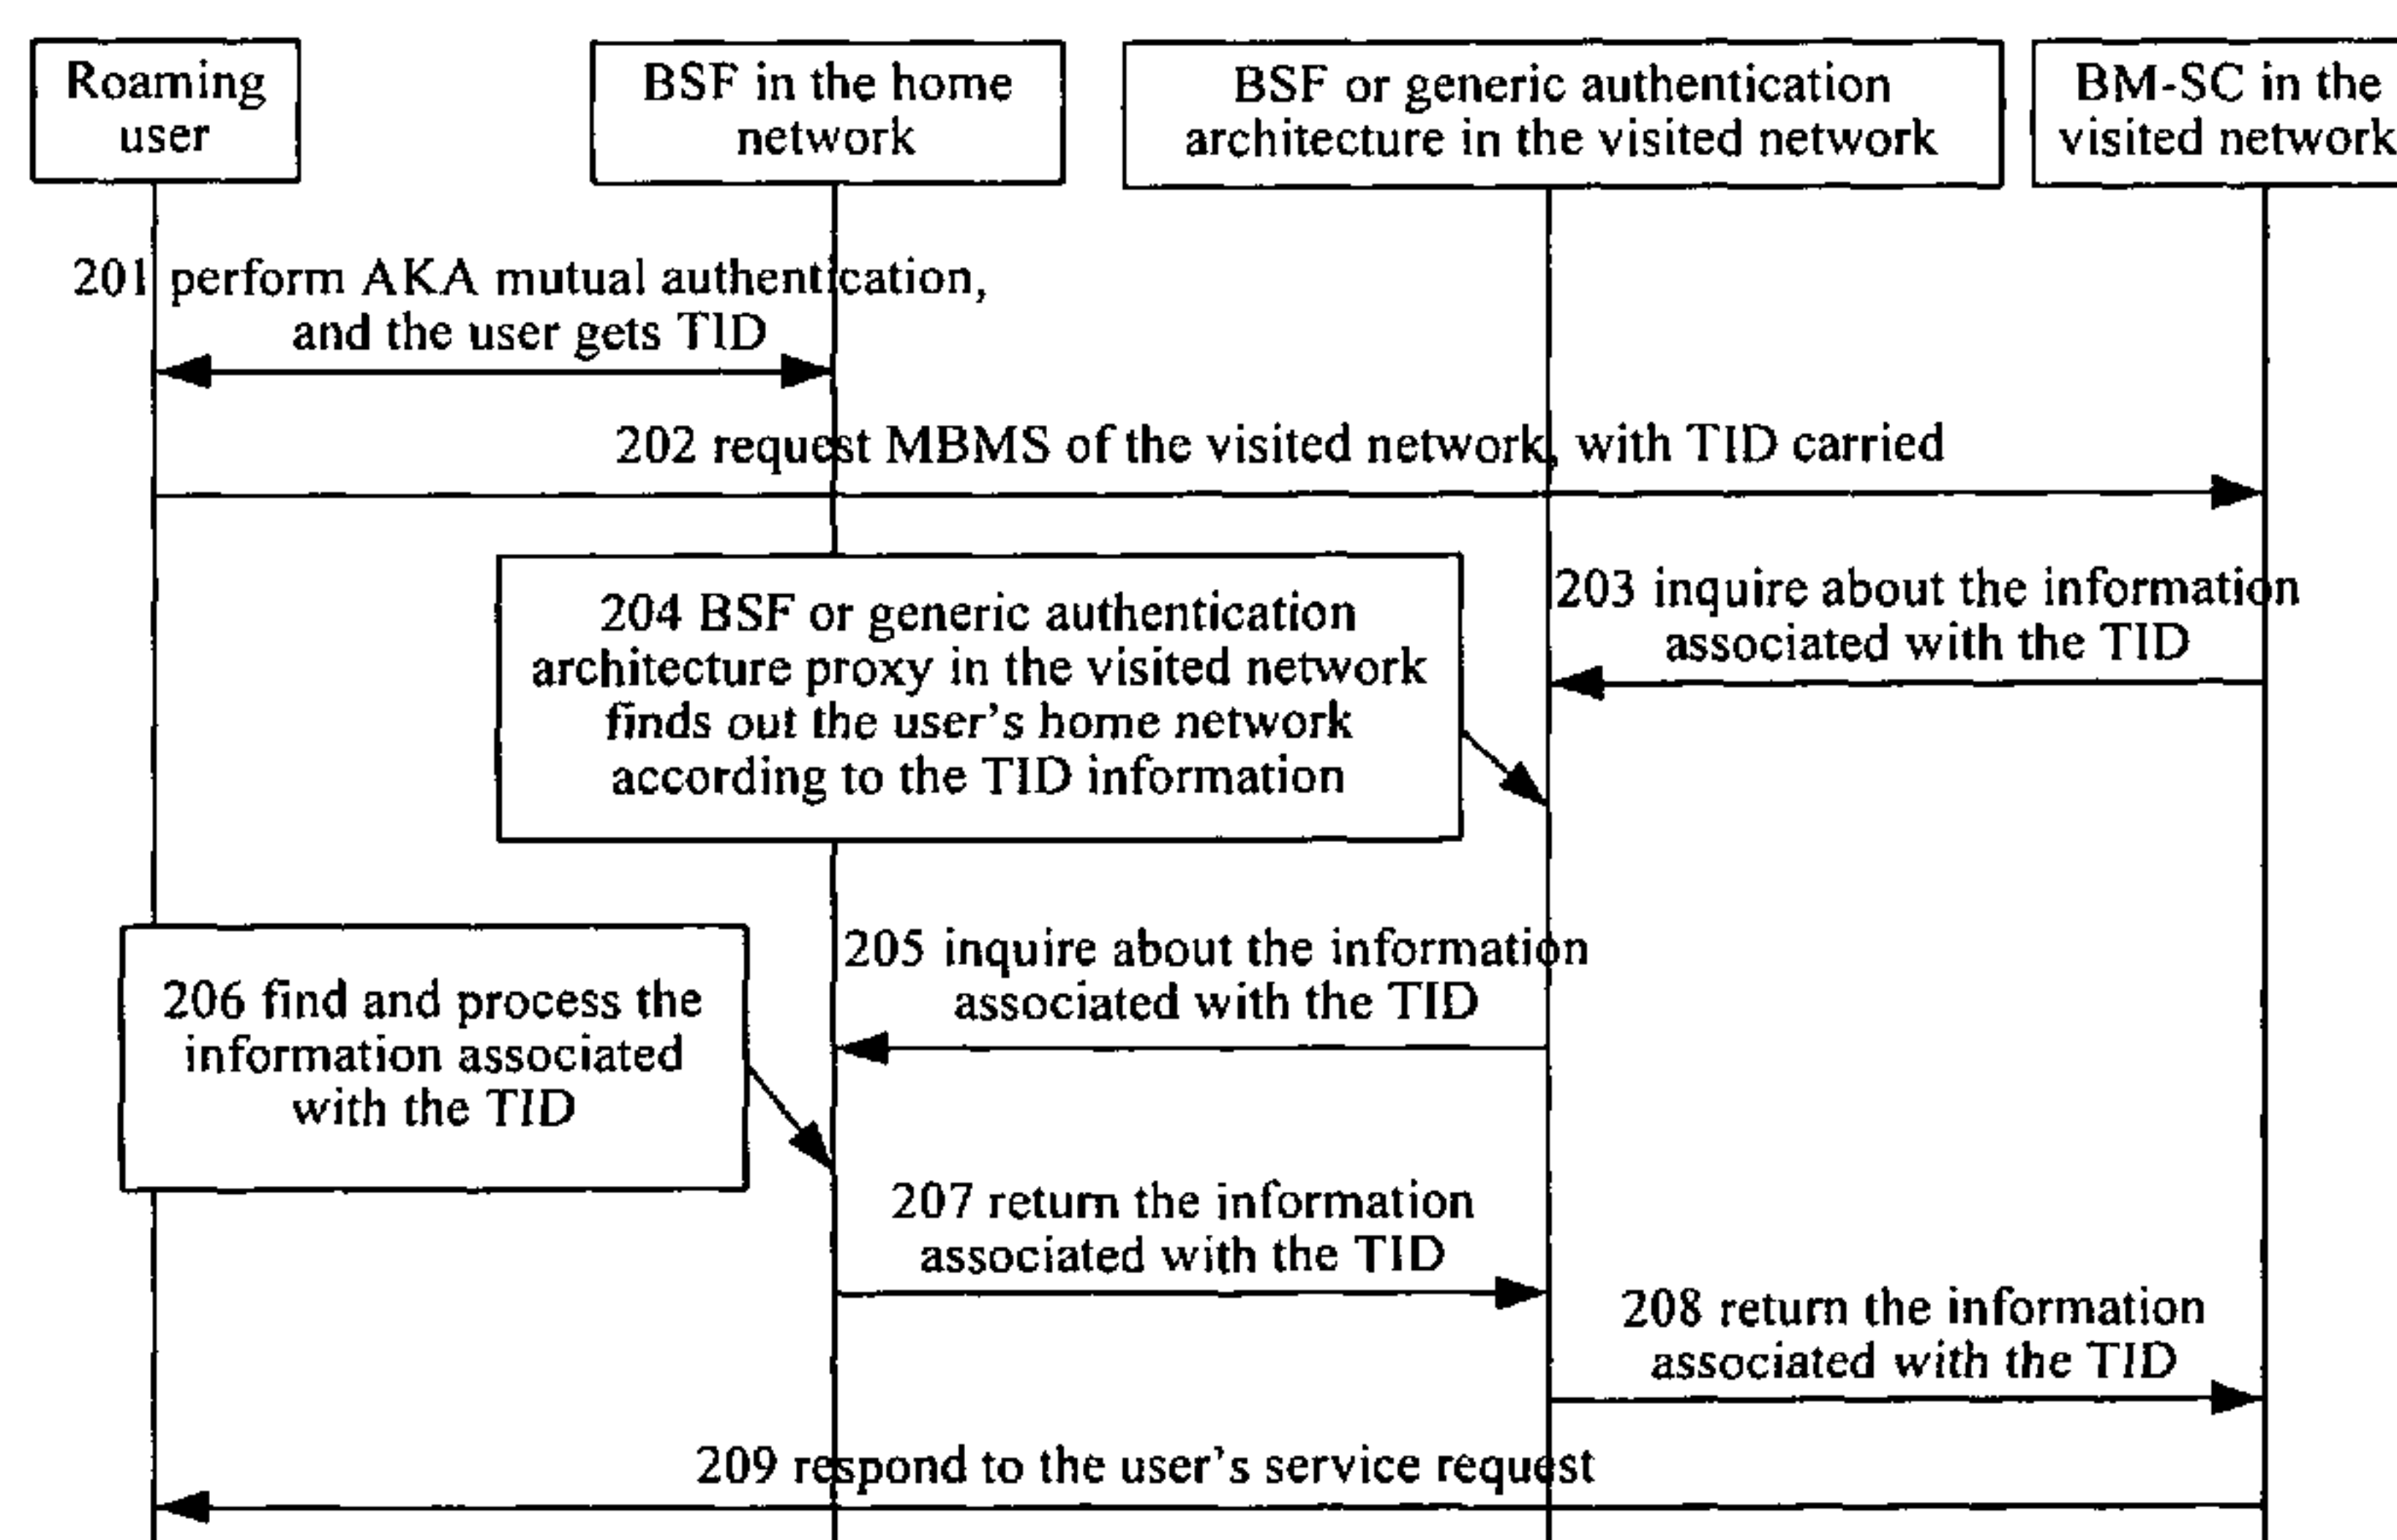 Roaming
user
BSF in the home
network
BSF or generic authentication
architecture in the visited network
BM-SC in the
visited network
201 perform AKA mutual authentication,
and the user gets TID
202 request MBMS of the visited network, with TID carried
203 inquire about the information
associated with the TID
204 BSF or generic authentication
architecture proxy in the visited network
finds out the user's home network
according to the TID information
205 inquire about the information
associated with the TID
206 find and process the
information associated
with the TID
207 return the information
associated with the TID
208 return the information
associated with the TID
209 respond to the user's service request